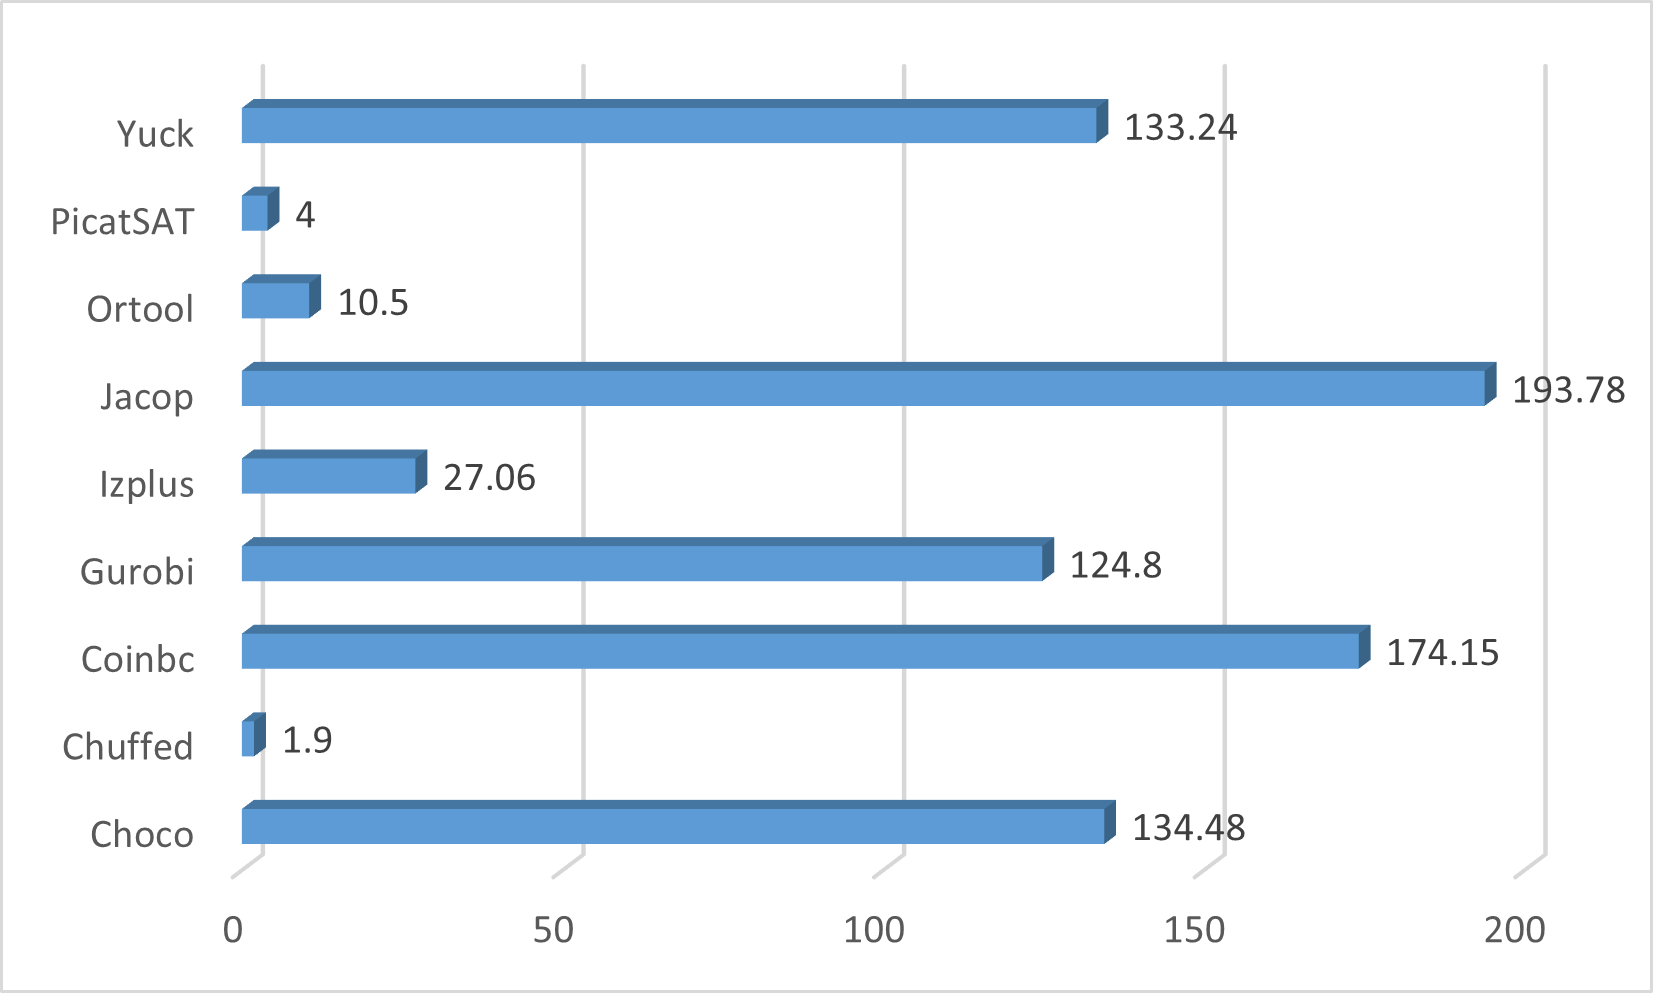 Yuck 133.24
PicatSAT 4
Ortool 10.5
Jacop 193.78
Izplus 27.06
Gurobi 124.8
Coinbc 174.15
Chuffed 1.9
Choco 134.48
0 50 100 150 200